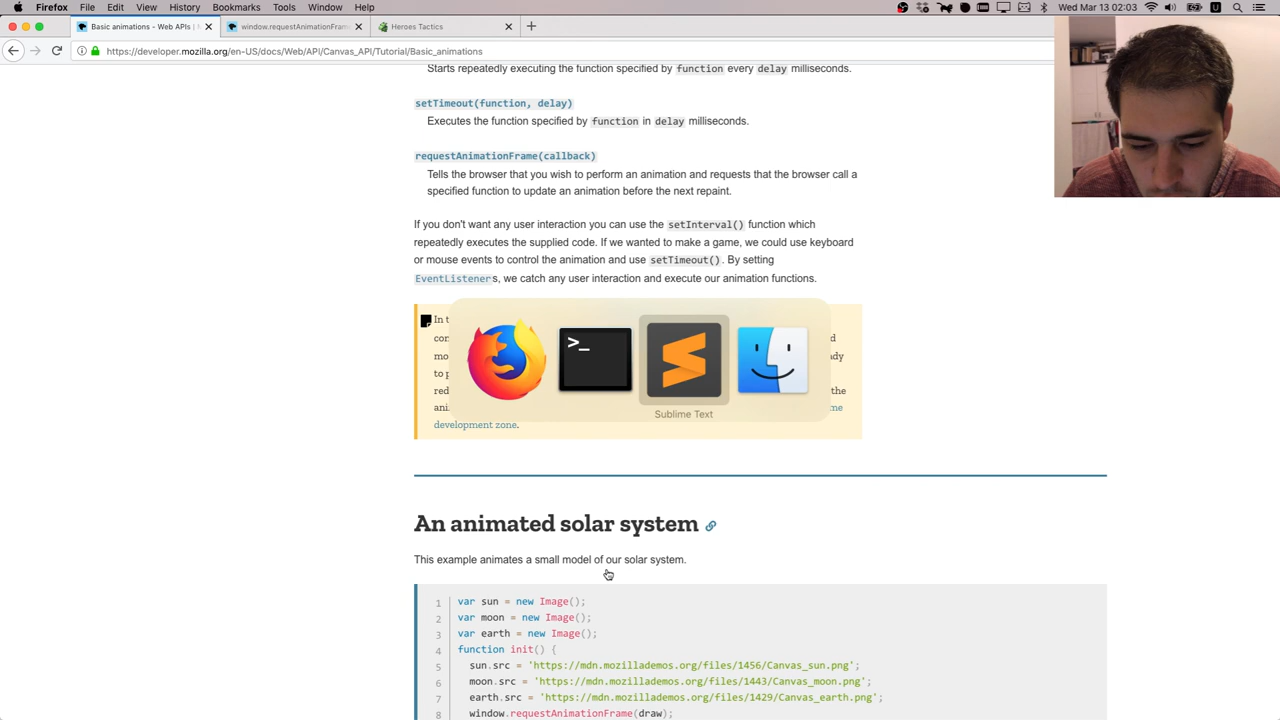 Firefox File Edit View History Bookmarks Tools Window Help
Wed Mar 13 02:03
Basic animations - Web APIs |
window.requestAnimationFram
Heroes Tactics
https://developer.mozilla.org/en-US/docs/Web/API/Canvas_API/Tutorial/Basic_animations
Starts repeatedly executing the function specified by function every delay milliseconds.
setTimeout(function, delay)
Executes the function specified by function in delay milliseconds.
requestAnimationFrame(callback)
Tells the browser that you wish to perform an animation and requests that the browser call a
specified function to update an animation before the next repaint.
If you don't want any user interaction you can use the setInterval() function which
repeatedly executes the supplied code. If we wanted to make a game, we could use keyboard
or mouse events to control the animation and use setTimeout(). By setting
EventListeners, we catch any user interaction and execute our animation functions.
In
the
development zone.
>_
Sublime Text
An animated solar system
This example animates a small model of our solar system.
1 var sun = new Image();
2 var moon = new Image();
3 var earth = new Image();
4 function init() {
5 sun.src = 'https://mdn.mozillademos.org/files/1456/Canvas_sun.png';
6 moon.src = 'https://mdn.mozillademos.org/files/1443/Canvas_moon.png';
7 earth.src = 'https://mdn.mozillademos.org/files/1429/Canvas_earth.png';
8 window.requestAnimationFrame(draw);